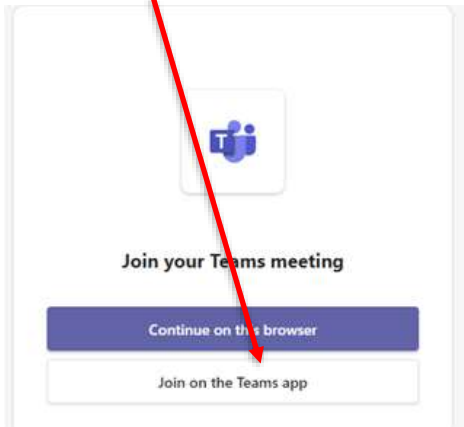 T
Join your Teams meeting
Continue on this browser
Join on the Teams app